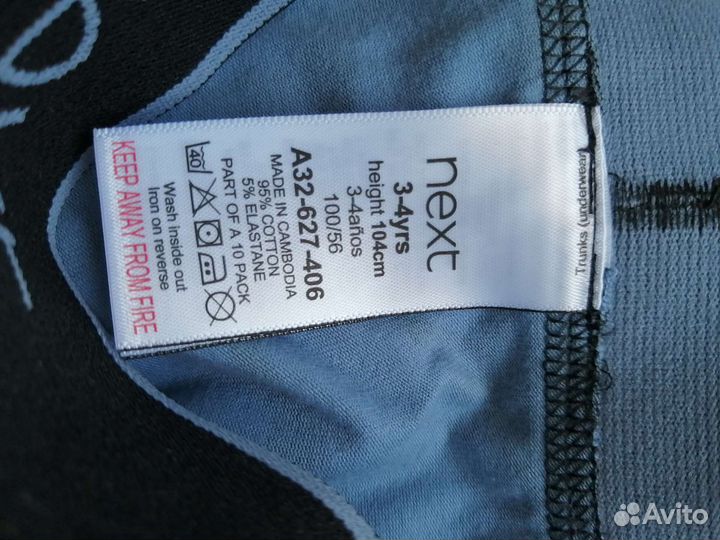 next
3-4yrs
height 104cm
3-4años
100/56
A32-627-406
MADE IN CAMBODIA
95% COTTON
5% ELASTANE
PART OF A 10 PACK
40
Wash inside out
Iron on reverse
KEEP AWAY FROM FIRE
Trunks (underwear
Avito